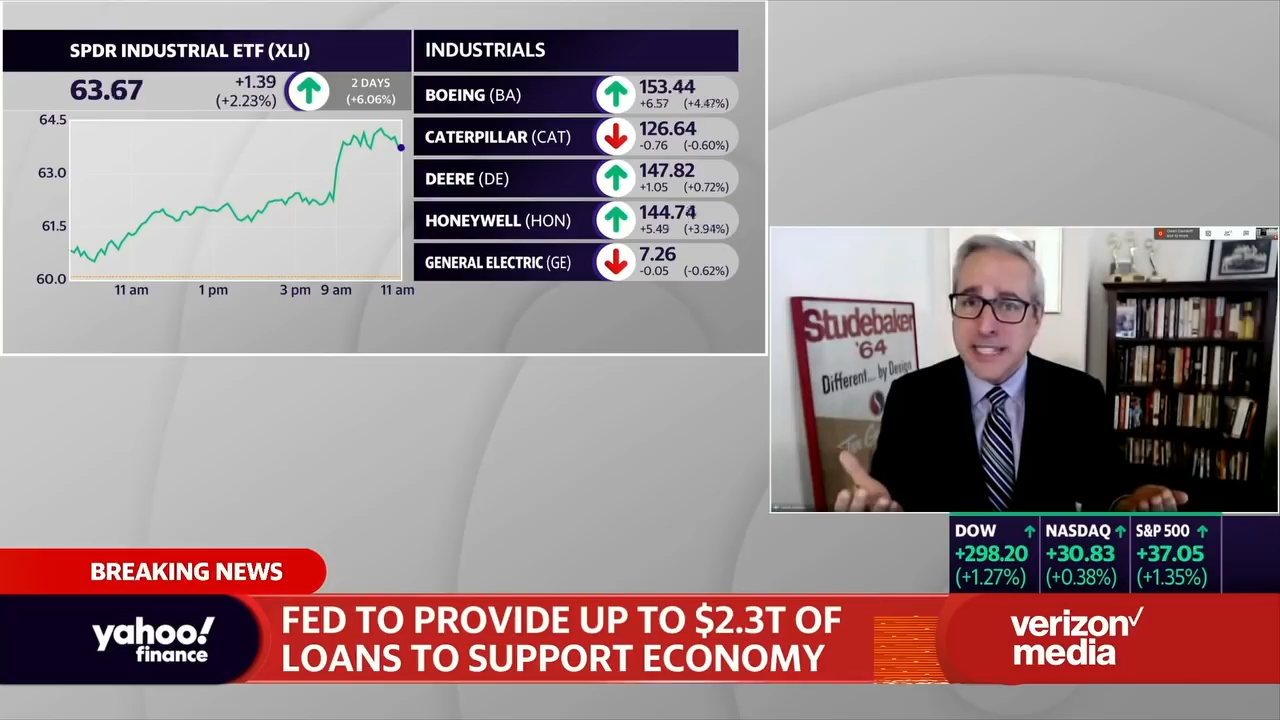 SPDR INDUSTRIAL ETF (XLI)
63.67
+1.39
(+2.23%)
2 DAYS
(+6.06%)
64.5
63.0
61.5
60.0
11 am 1 pm 3 pm 9 am 11 am
INDUSTRIALS
BOEING (BA) 153.44
+6.57 (+4.47%)
CATERPILLAR (CAT) 126.64
-0.76 (-0.60%)
DEERE (DE) 147.82
+1.05 (+0.72%)
HONEYWELL (HON) 144.74
+5.49 (+3.94%)
GENERAL ELECTRIC (GE) 7.26
-0.05 (-0.62%)
Studebaker
'64
Different... by Design
DOW NASDAQ S&P 500
+298.20 +30.83 +37.05
(+1.27%) (+0.38%) (+1.35%)
BREAKING NEWS
yahoo!
finance
FED TO PROVIDE UP TO $2.3T OF
LOANS TO SUPPORT ECONOMY
verizon
media